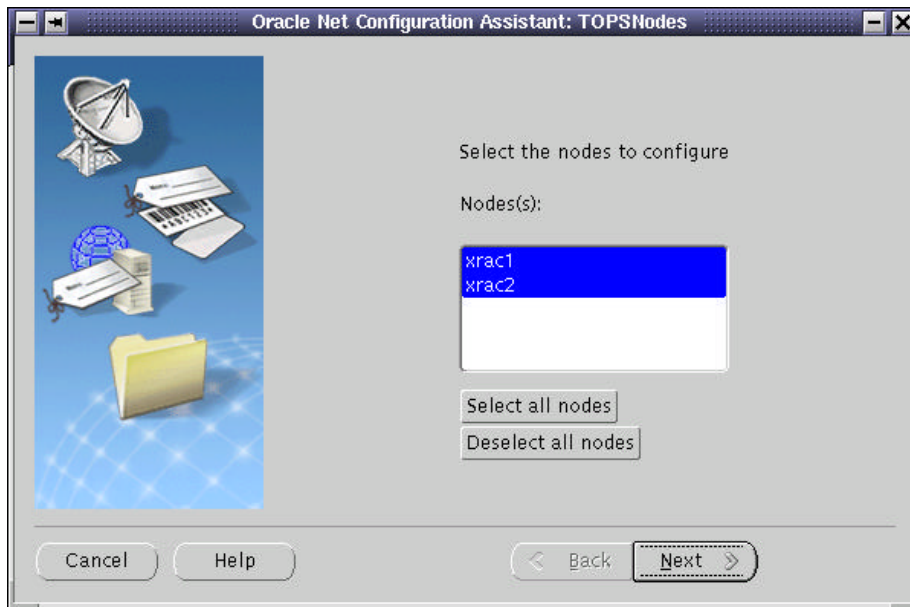 Oracle Net Configuration Assistant: TOPSNodes
Select the nodes to configure
Nodes(s):
xrac1
xrac2
Select all nodes
Deselect all nodes
Cancel
Help
Back
Next
*ABC123*